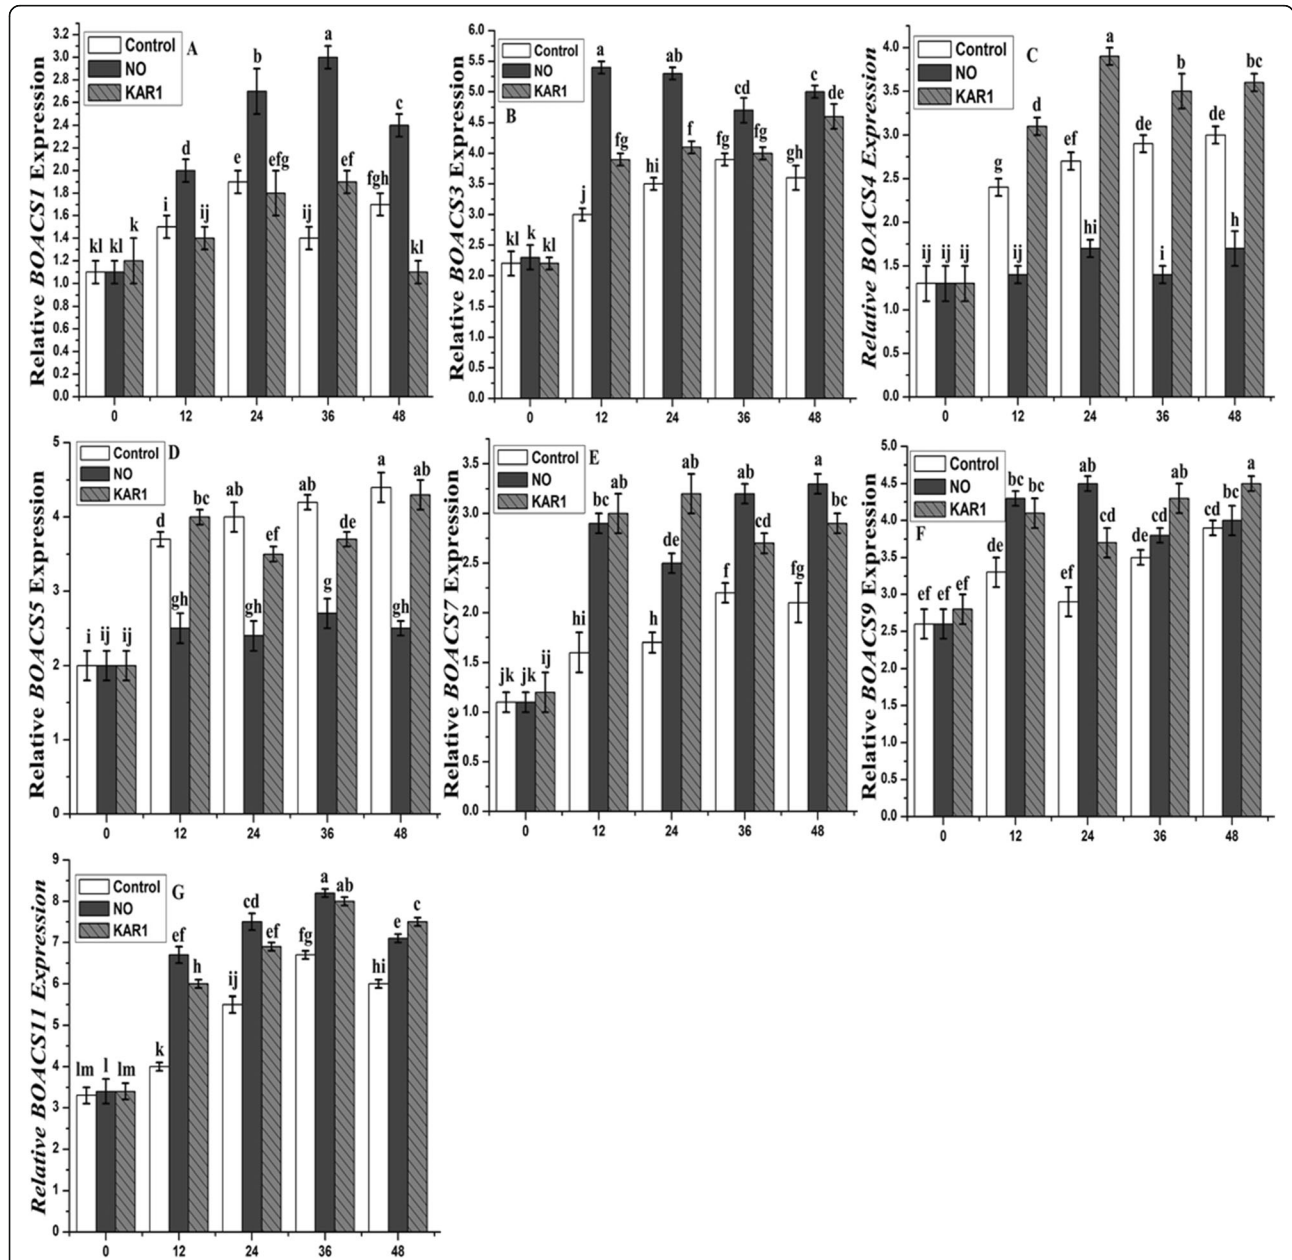 Relative BOACS1 Expression
3.2
3.0
2.8
2.6
2.4
2.2
2.0
1.8
1.6
1.4
1.2
1.0
0.8
0.6
0.4
0.2
0.0
Control
NO
KAR1
A
kl kl k
i d ij
e b efg
ij a ef
fgh c kl
0 12 24 36 48
Relative BOACS3 Expression
6.0
5.5
5.0
4.5
4.0
3.5
3.0
2.5
2.0
1.5
1.0
0.5
0.0
Control
NO
KAR1
B
kl k kl
j a fg
hi ab f
fg cd fg
gh c de
0 12 24 36 48
Relative BOACS4 Expression
4.0
3.5
3.0
2.5
2.0
1.5
1.0
0.5
0.0
Control
NO
KAR1
C
ij ij ij
g ij d
ef hi a
de i b
de h bc
0 12 24 36 48
Relative BOACS5 Expression
5
4
3
2
1
0
Control
NO
KAR1
D
i ij ij
d gh bc
ab gh ef
ab g de
a gh ab
0 12 24 36 48
Relative BOACS7 Expression
3.5
3.0
2.5
2.0
1.5
1.0
0.5
0.0
Control
NO
KAR1
E
jk jk ij
hi bc ab
h de ab
f ab cd
fg a bc
0 12 24 36 48
Relative BOACS9 Expression
5.0
4.5
4.0
3.5
3.0
2.5
2.0
1.5
1.0
0.5
0.0
Control
NO
KAR1
F
ef ef ef
de bc bc
ef ab cd
de cd ab
cd bc a
0 12 24 36 48
Relative BOACS11 Expression
9
8
7
6
5
4
3
2
1
0
Control
NO
KAR1
G
lm l lm
k ef h
ij cd ef
fg a ab
hi e c
0 12 24 36 48